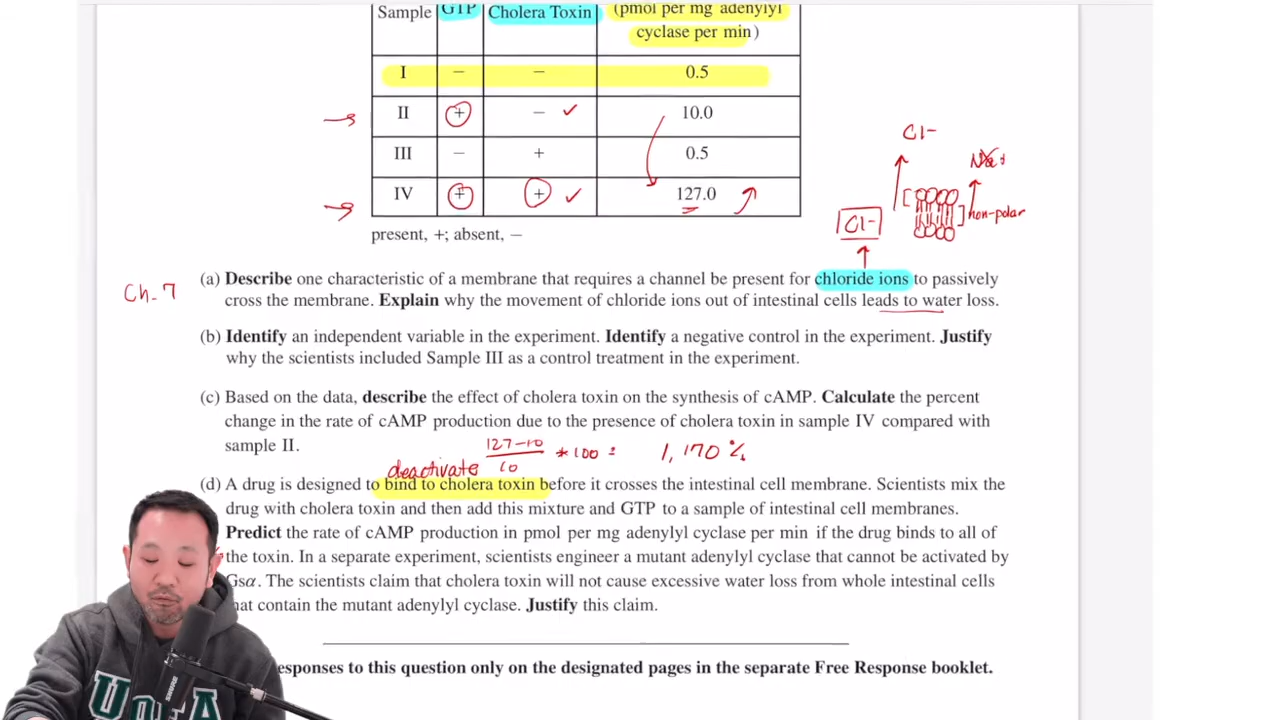 Sample GTP Cholera Toxin (pmol per mg adenylyl
cyclase per min)
I − − 0.5
II + − ✓ 10.0
III − + 0.5
IV + + ✓ 127.0
present, +; absent, −
Cl-
Na+
non-polar
Cl-
Ch. 7
(a) Describe one characteristic of a membrane that requires a channel be present for chloride ions to passively
cross the membrane. Explain why the movement of chloride ions out of intestinal cells leads to water loss.
(b) Identify an independent variable in the experiment. Identify a negative control in the experiment. Justify
why the scientists included Sample III as a control treatment in the experiment.
(c) Based on the data, describe the effect of cholera toxin on the synthesis of cAMP. Calculate the percent
change in the rate of cAMP production due to the presence of cholera toxin in sample IV compared with
sample II.
127-10
10
* 100 = 1,170 %
deactivate
(d) A drug is designed to bind to cholera toxin before it crosses the intestinal cell membrane. Scientists mix the
drug with cholera toxin and then add this mixture and GTP to a sample of intestinal cell membranes.
Predict the rate of cAMP production in pmol per mg adenylyl cyclase per min if the drug binds to all of
the toxin. In a separate experiment, scientists engineer a mutant adenylyl cyclase that cannot be activated by
Gsα. The scientists claim that cholera toxin will not cause excessive water loss from whole intestinal cells
that contain the mutant adenylyl cyclase. Justify this claim.
esponses to this question only on the designated pages in the separate Free Response booklet.